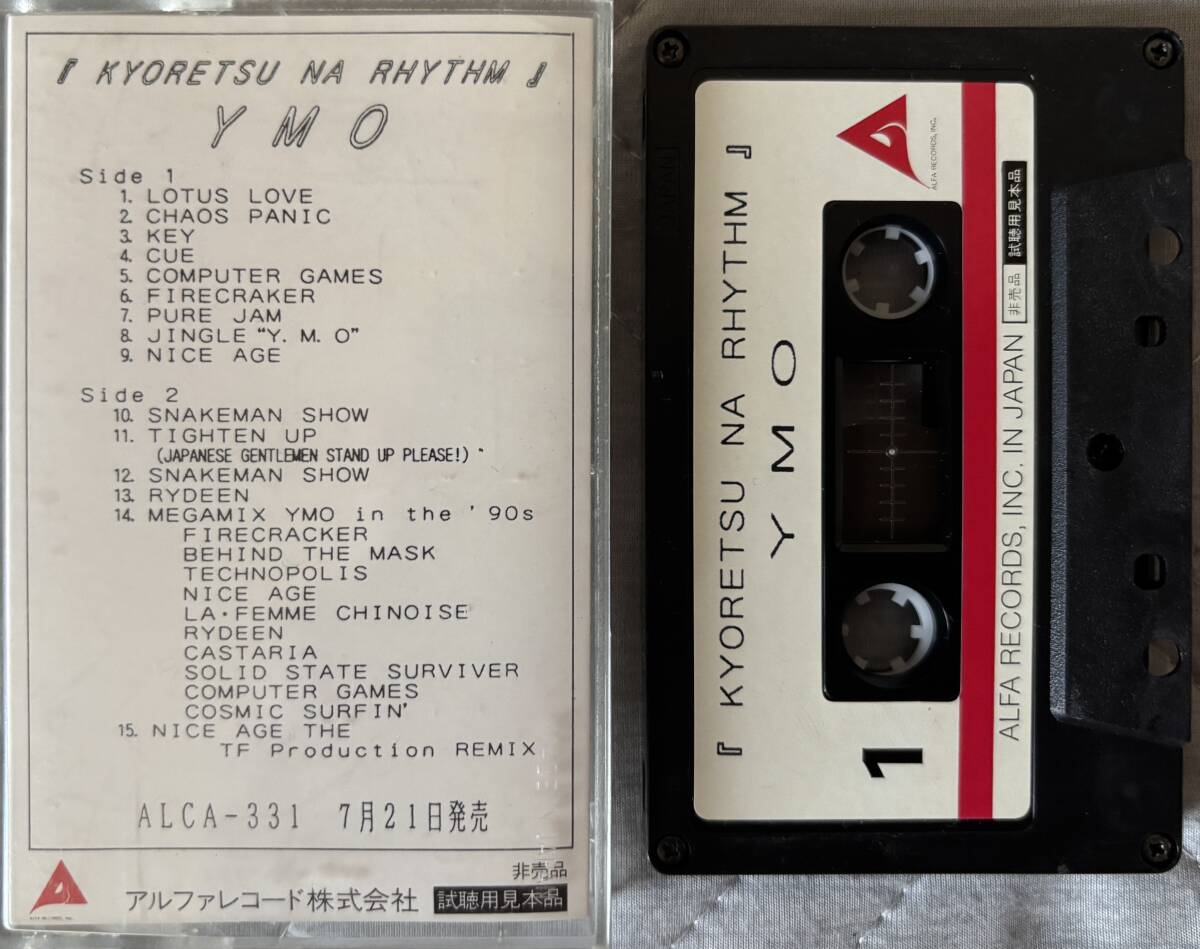 『 KYORETSU NA RHYTHM 』
Y M O
Side 1
1. LOTUS LOVE
2. CHAOS PANIC
3. KEY
4. CUE
5. COMPUTER GAMES
6. FIRECRAKER
7. PURE JAM
8. JINGLE “Y. M. O”
9. NICE AGE
Side 2
10. SNAKEMAN SHOW
11. TIGHTEN UP
(JAPANESE GENTLEMEN STAND UP PLEASE!)
12. SNAKEMAN SHOW
13. RYDEEN
14. MEGAMIX YMO in the '90s
FIRECRACKER
BEHIND THE MASK
TECHNOPOLIS
NICE AGE
LA・FEMME CHINOISE
RYDEEN
CASTARIA
SOLID STATE SURVIVER
COMPUTER GAMES
COSMIC SURFIN'
15. NICE AGE THE
TF Production REMIX
ALCA-331 7月21日発売
非売品
アルファレコード株式会社 試聴用見本品
ALFA RECORDS, INC.
『 KYORETSU NA RHYTHM 』
Y M O
1
ALFA RECORDS, INC.
ALFA RECORDS, INC. IN JAPAN 非売品 試聴用見本品